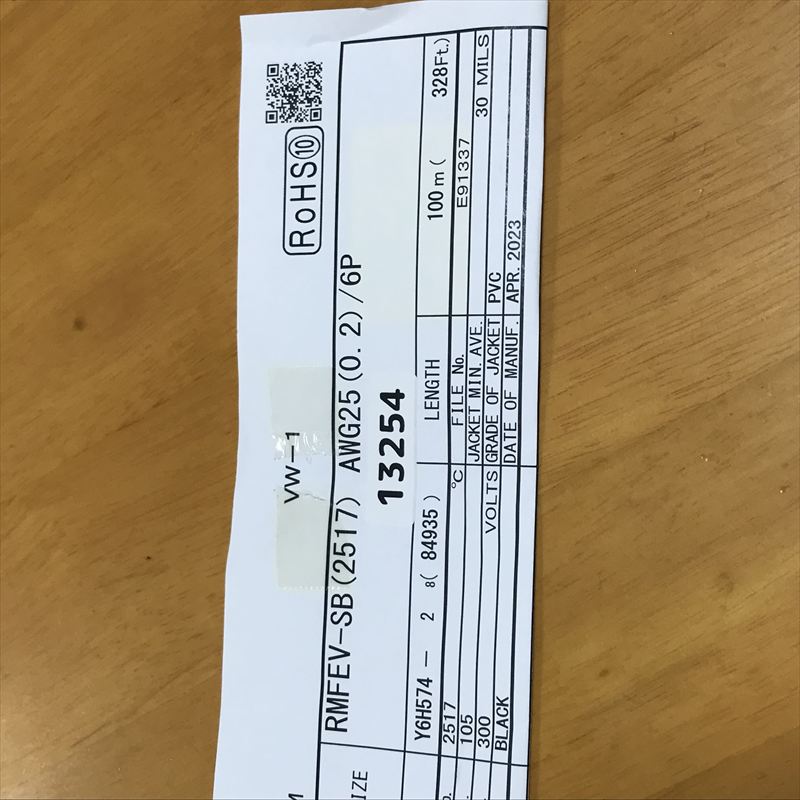 RoHS⑩
VW-1
RMFEV-SB(2517) AWG25(0.2)/6P
13254
IZE
Y6H574 - 2 8( 84935 ) LENGTH 100m( 328Ft.)
2517 FILE No. E91337
105 ℃ JACKET MIN. AVE. 30 MILS
300 VOLTS GRADE OF JACKET PVC
BLACK DATE OF MANUF. APR. 2023